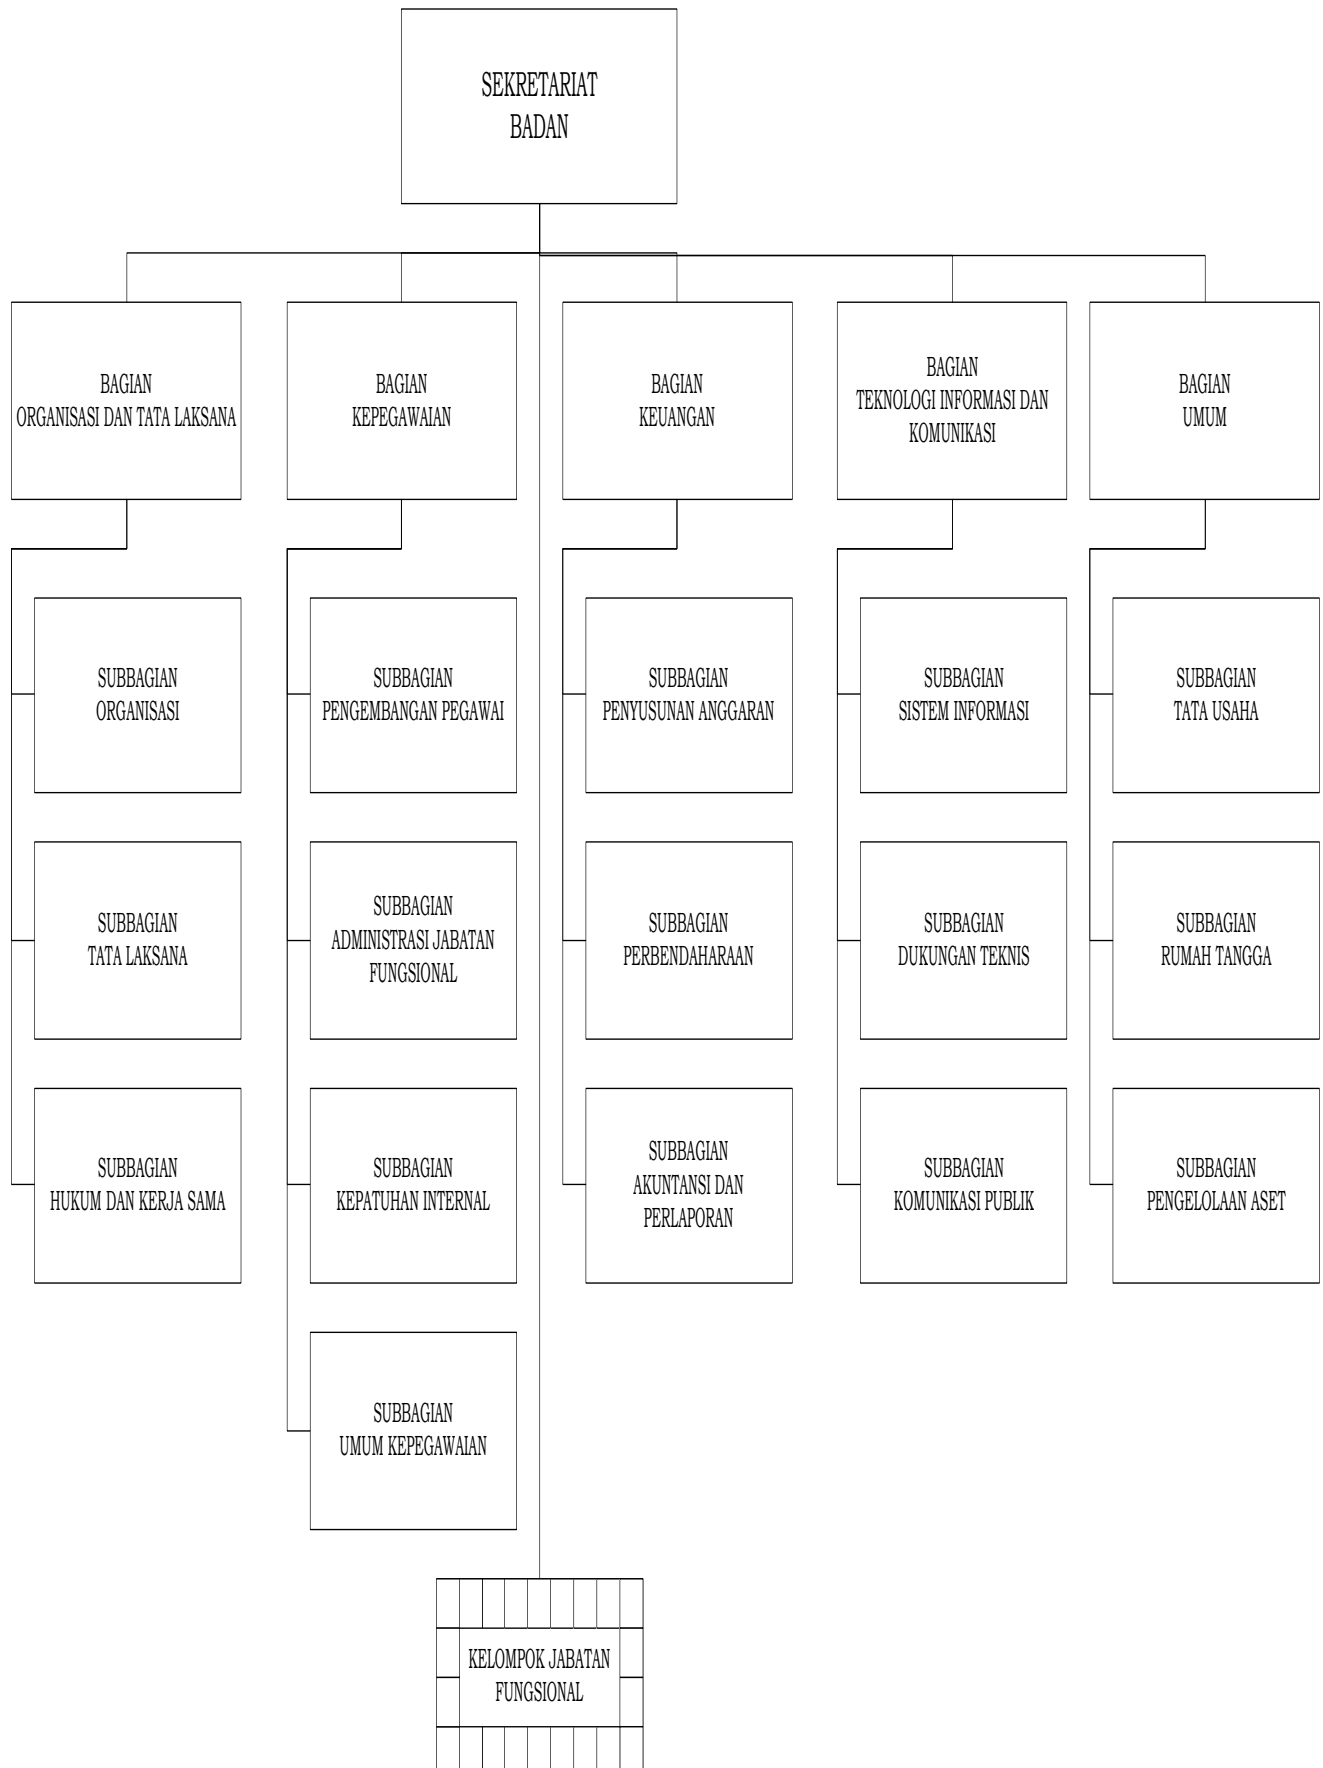 SEKRETARIAT
BADAN
BAGIAN
ORGANISASI DAN TATA LAKSANA
BAGIAN
KEPEGAWAIAN
BAGIAN
KEUANGAN
BAGIAN
TEKNOLOGI INFORMASI DAN
KOMUNIKASI
BAGIAN
UMUM
SUBBAGIAN
ORGANISASI
SUBBAGIAN
PENGEMBANGAN PEGAWAI
SUBBAGIAN
PENYUSUNAN ANGGARAN
SUBBAGIAN
SISTEM INFORMASI
SUBBAGIAN
TATA USAHA
SUBBAGIAN
TATA LAKSANA
SUBBAGIAN
ADMINISTRASI JABATAN
FUNGSIONAL
SUBBAGIAN
PERBENDAHARAAN
SUBBAGIAN
DUKUNGAN TEKNIS
SUBBAGIAN
RUMAH TANGGA
SUBBAGIAN
HUKUM DAN KERJA SAMA
SUBBAGIAN
KEPATUHAN INTERNAL
SUBBAGIAN
AKUNTANSI DAN
PERLAPORAN
SUBBAGIAN
KOMUNIKASI PUBLIK
SUBBAGIAN
PENGELOLAAN ASET
SUBBAGIAN
UMUM KEPEGAWAIAN
KELOMPOK JABATAN
FUNGSIONAL